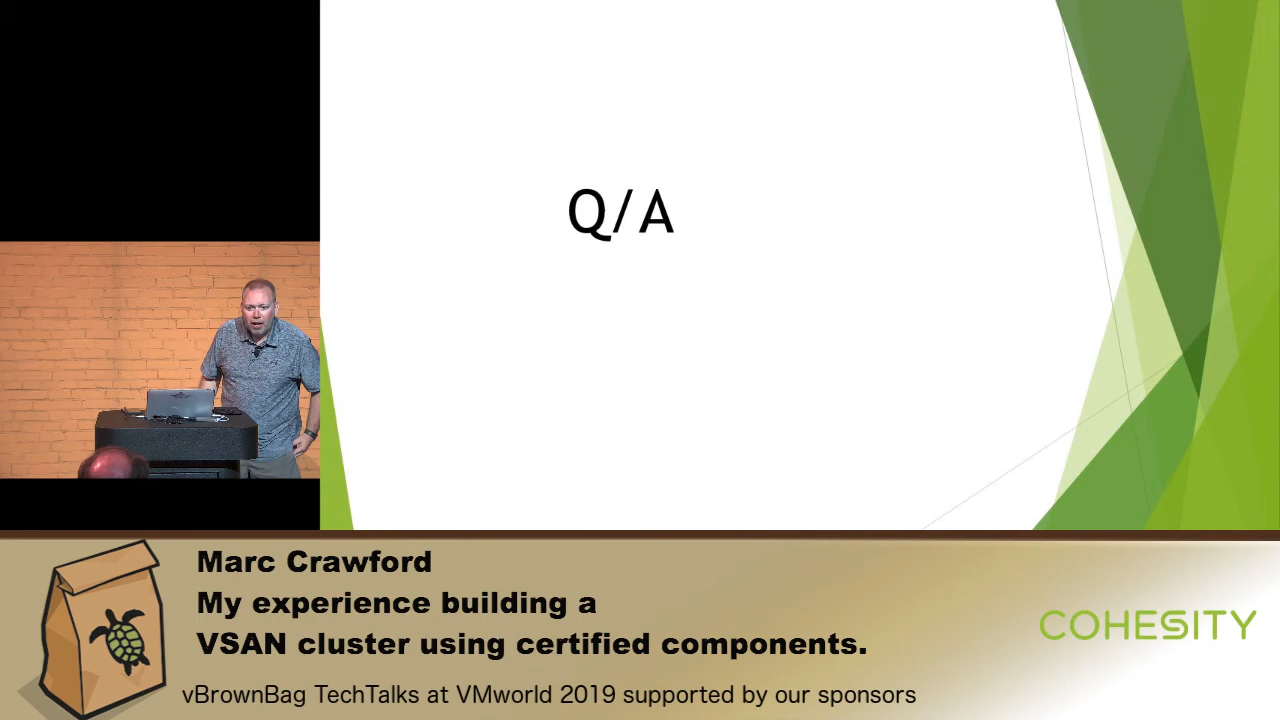 Q/A
Marc Crawford
My experience building a
VSAN cluster using certified components.
COHESITY
vBrownBag TechTalks at VMworld 2019 supported by our sponsors